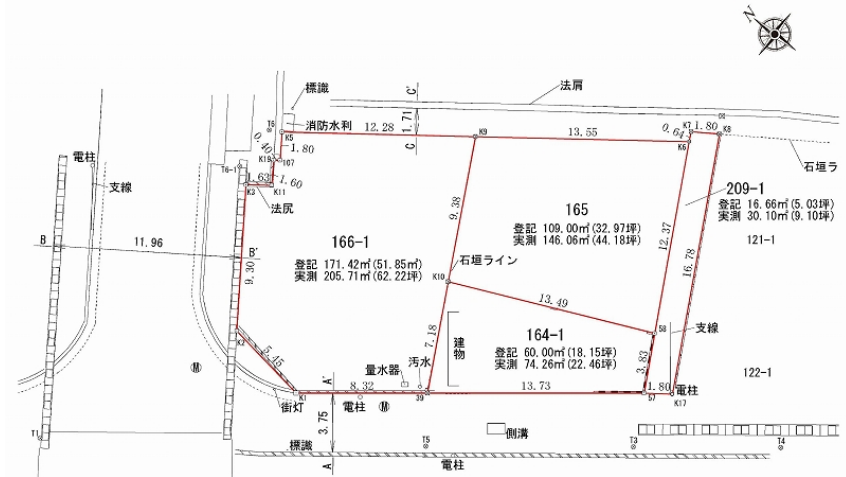 N
法肩
標識
C'
消防水利
T6
12.28
1.71
C
K5
K9
13.55
0.64
K7
1.80
K8
K6
電柱
0.40
1.80
K19
107
T6-1
1.63
1.60
K3
K11
法尻
支線
石垣ラ
209-1
登記 16.66㎡(5.03坪)
実測 30.10㎡(9.10坪)
121-1
165
登記 109.00㎡(32.97坪)
実測 146.06㎡(44.18坪)
9.38
12.37
16.78
B
11.96
B'
9.30
166-1
登記 171.42㎡(51.85㎡)
実測 205.71㎡(62.22坪)
石垣ライン
K10
13.49
7.18
建物
164-1
登記 60.00㎡(18.15坪)
実測 74.26㎡(22.46坪)
58
支線
3.83
122-1
K2
5.45
M
量水器
汚水
A'
8.32
K1
街灯
電柱
M
39
13.73
57
1.80
電柱
K17
3.75
T1
標識
T5
側溝
T3
T4
A
電柱